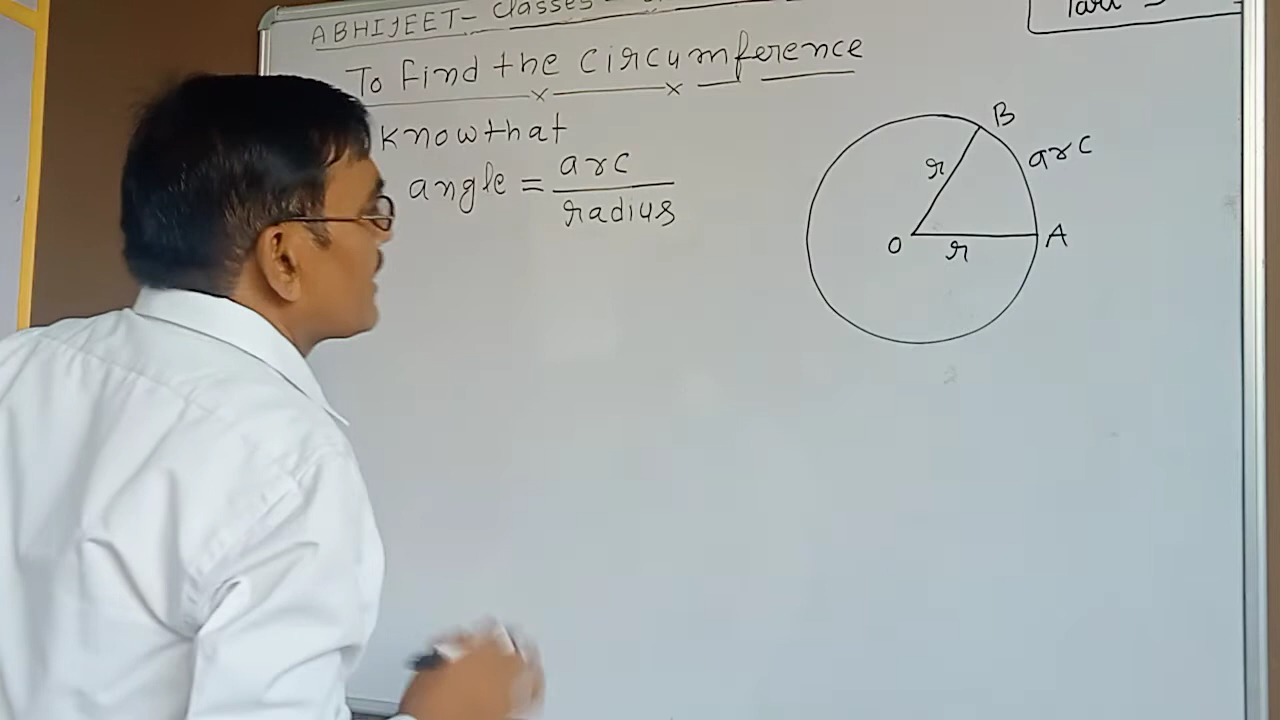 ABHIJEET- Classes
To find the circumference
know that
angle = arc
radius
B
arc
r
O
r
A